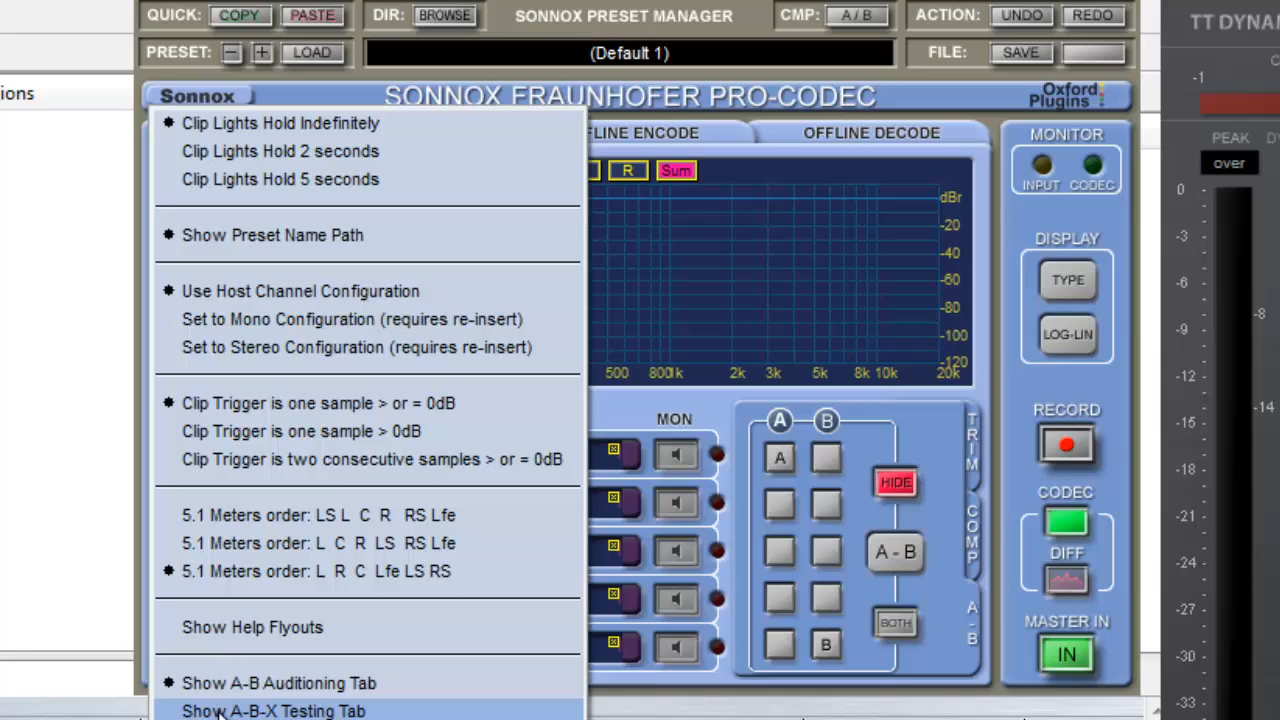 QUICK: COPY PASTE DIR: BROWSE SONNOX PRESET MANAGER CMP: A / B ACTION: UNDO REDO
PRESET: − + LOAD (Default 1) FILE: SAVE
ions
Sonnox
SONNOX FRAUNHOFER PRO-CODEC
Oxford
Plugins
FLINE ENCODE
OFFLINE DECODE
R
Sum
dBr
-20
-40
-60
-80
-100
-120
500 800 1k 2k 3k 5k 8k 10k 20k
Clip Lights Hold Indefinitely
Clip Lights Hold 2 seconds
Clip Lights Hold 5 seconds
Show Preset Name Path
Use Host Channel Configuration
Set to Mono Configuration (requires re-insert)
Set to Stereo Configuration (requires re-insert)
Clip Trigger is one sample > or = 0dB
Clip Trigger is one sample > 0dB
Clip Trigger is two consecutive samples > or = 0dB
5.1 Meters order: LS L C R RS Lfe
5.1 Meters order: L C R LS RS Lfe
5.1 Meters order: L R C Lfe LS RS
Show Help Flyouts
Show A-B Auditioning Tab
Show A-B-X Testing Tab
MON
A B
A
B
HIDE
A - B
BOTH
TRIM
COMP
A-B
MONITOR
INPUT CODEC
DISPLAY
TYPE
LOG-LIN
RECORD
CODEC
DIFF
MASTER IN
IN
TT DYNA
-1
PEAK
over
0
-3
-6
-9
-12
-15
-18
-21
-24
-27
-30
-33
-8
-14